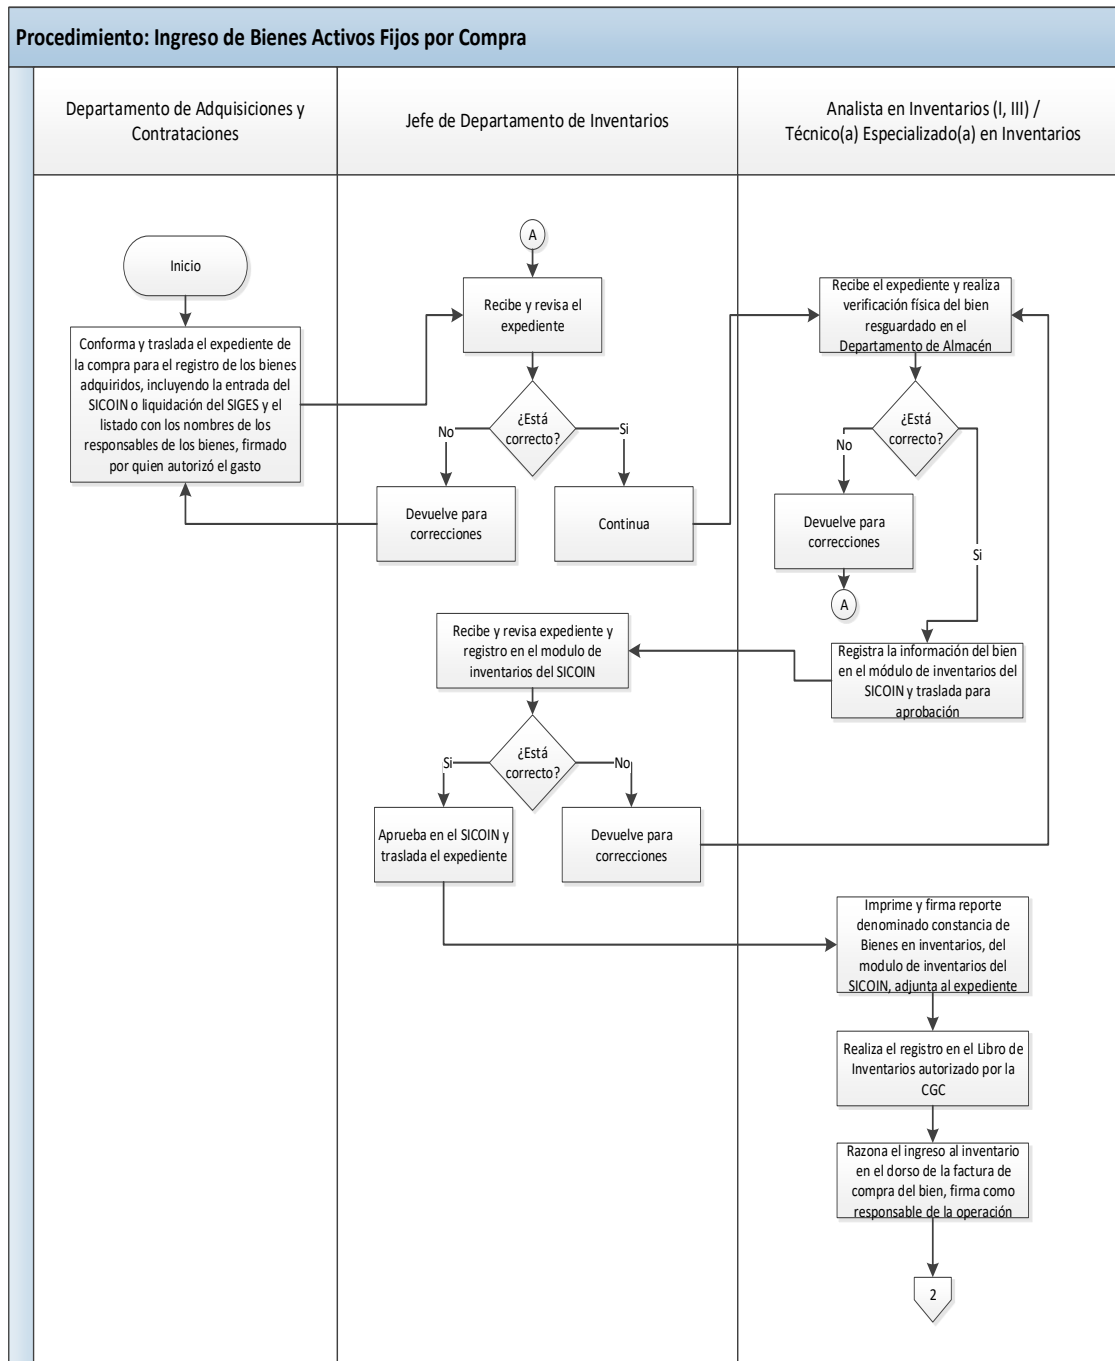 Procedimiento: Ingreso de Bienes Activos Fijos por Compra
Departamento de Adquisiciones y
Contrataciones
Jefe de Departamento de Inventarios
Analista en Inventarios (I, III) /
Técnico(a) Especializado(a) en Inventarios
Inicio
Conforma y traslada el expediente de
la compra para el registro de los bienes
adquiridos, incluyendo la entrada del
SICOIN o liquidación del SIGES y el
listado con los nombres de los
responsables de los bienes, firmado
por quien autorizó el gasto
A
Recibe y revisa el
expediente
¿Está
correcto?
No
Si
Devuelve para
correcciones
Continua
Recibe el expediente y realiza
verificación física del bien
resguardado en el
Departamento de Almacén
¿Está
correcto?
No
Si
Devuelve para
correcciones
A
Registra la información del bien
en el módulo de inventarios del
SICOIN y traslada para
aprobación
Recibe y revisa expediente y
registro en el modulo de
inventarios del SICOIN
¿Está
correcto?
Si
No
Aprueba en el SICOIN y
traslada el expediente
Devuelve para
correcciones
Imprime y firma reporte
denominado constancia de
Bienes en inventarios, del
modulo de inventarios del
SICOIN, adjunta al expediente
Realiza el registro en el Libro de
Inventarios autorizado por la
CGC
Razona el ingreso al inventario
en el dorso de la factura de
compra del bien, firma como
responsable de la operación
2